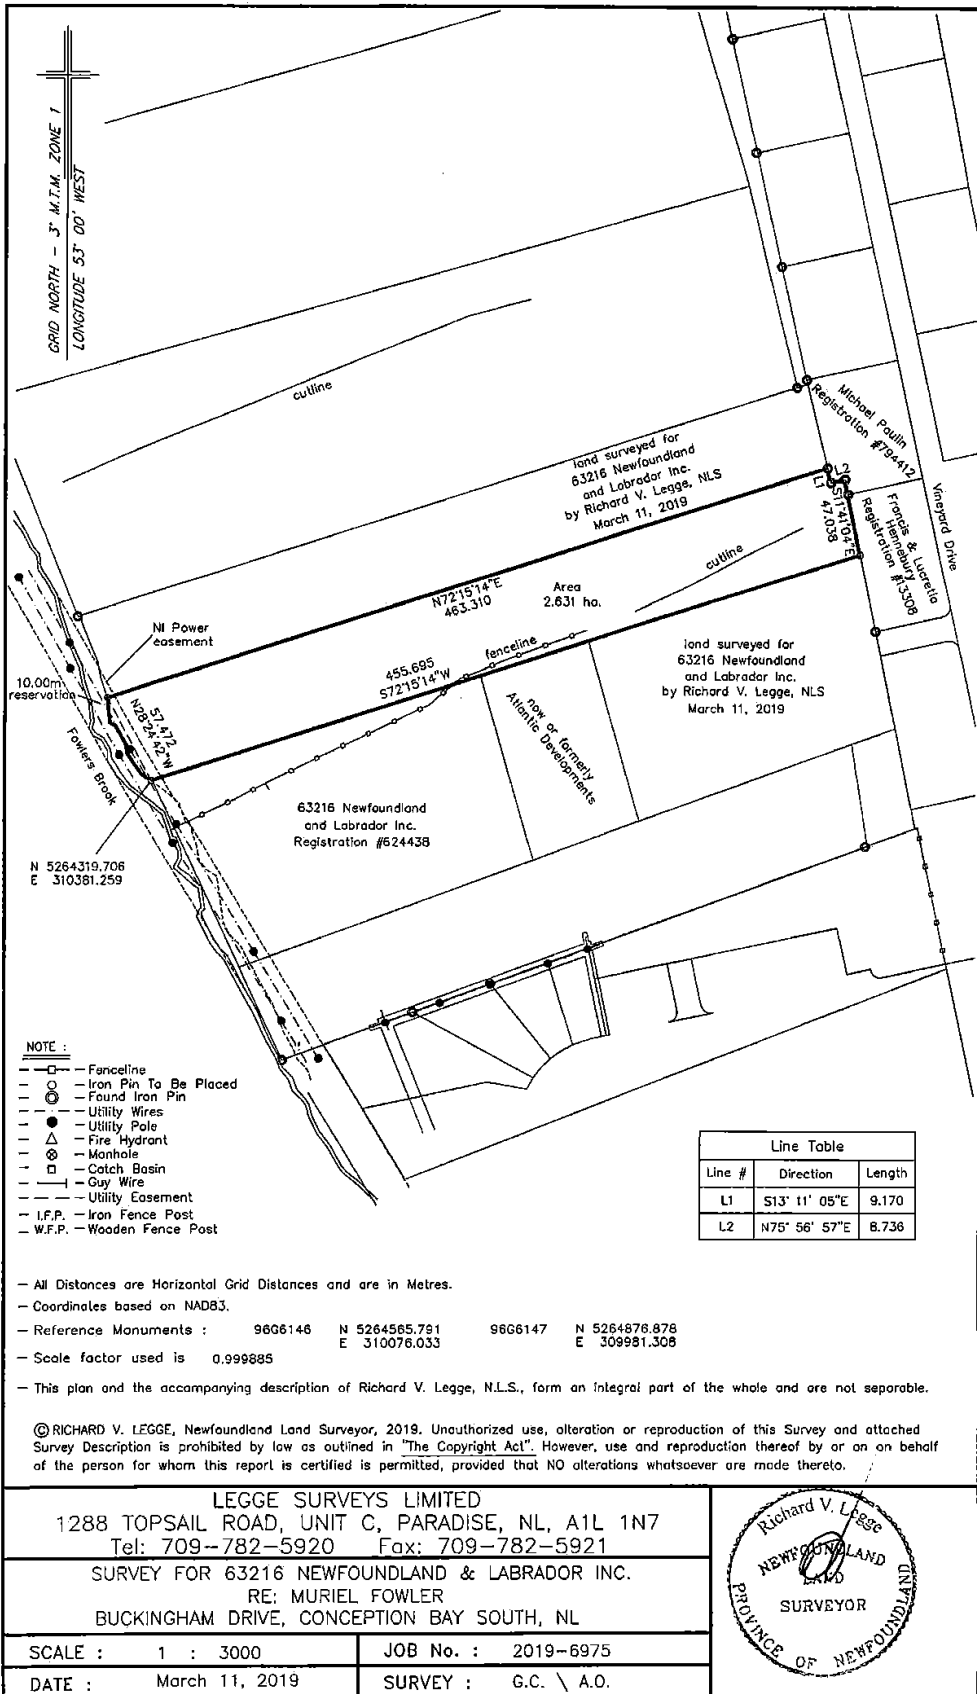 GRID NORTH - 3° M.T.M. ZONE 1
LONGITUDE 53° 00' WEST
cutline
Michael Paulin
Registration #794412
land surveyed for
63216 Newfoundland
and Labrador Inc.
by Richard V. Legge, NLS
March 11, 2019
L2
L1
S11°41'04"E
47.038
Francis & Lucretia
Hennebury
Registration #13308
Vineyard Drive
cutline
N72°15'14"E
463.310
Area
2.631 ha.
Nl Power
easement
fenceline
455.695
S72°15'14"W
land surveyed for
63216 Newfoundland
and Labrador Inc.
by Richard V. Legge, NLS
March 11, 2019
10.00m
reservation
57.472
N28°24'42"W
Fowlers Brook
now or formerly
Atlantic Developments
63216 Newfoundland
and Labrador Inc.
Registration #624438
N 5264319.706
E 310381.259
NOTE :
— Fenceline
— Iron Pin To Be Placed
— Found Iron Pin
— Utility Wires
— Utility Pole
— Fire Hydrant
— Manhole
— Catch Basin
— Guy Wire
— Utility Easement
— I.F.P. — Iron Fence Post
— W.F.P. — Wooden Fence Post
Line Table
Line # Direction Length
L1 S13° 11' 05"E 9.170
L2 N75° 56' 57"E 8.736
— All Distances are Horizontal Grid Distances and are in Metres.
— Coordinates based on NAD83.
— Reference Monuments : 96G6146 N 5264565.791 96G6147 N 5264876.878
E 310076.033 E 309981.308
— Scale factor used is 0.999885
— This plan and the accompanying description of Richard V. Legge, N.L.S., form an integral part of the whole and are not separable.
© RICHARD V. LEGGE, Newfoundland Land Surveyor, 2019. Unauthorized use, alteration or reproduction of this Survey and attached
Survey Description is prohibited by law as outlined in "The Copyright Act". However, use and reproduction thereof by or on on behalf
of the person for whom this report is certified is permitted, provided that NO alterations whatsoever are made thereto.
LEGGE SURVEYS LIMITED
1288 TOPSAIL ROAD, UNIT C, PARADISE, NL, A1L 1N7
Tel: 709--782-5920 Fax: 709-782-5921
SURVEY FOR 63216 NEWFOUNDLAND & LABRADOR INC.
RE: MURIEL FOWLER
BUCKINGHAM DRIVE, CONCEPTION BAY SOUTH, NL
SCALE : 1 : 3000 JOB No. : 2019-6975
DATE : March 11, 2019 SURVEY : G.C. \ A.O.
Richard V. Legge
NEWFOUNDLAND
LAND
SURVEYOR
PROVINCE OF NEWFOUNDLAND